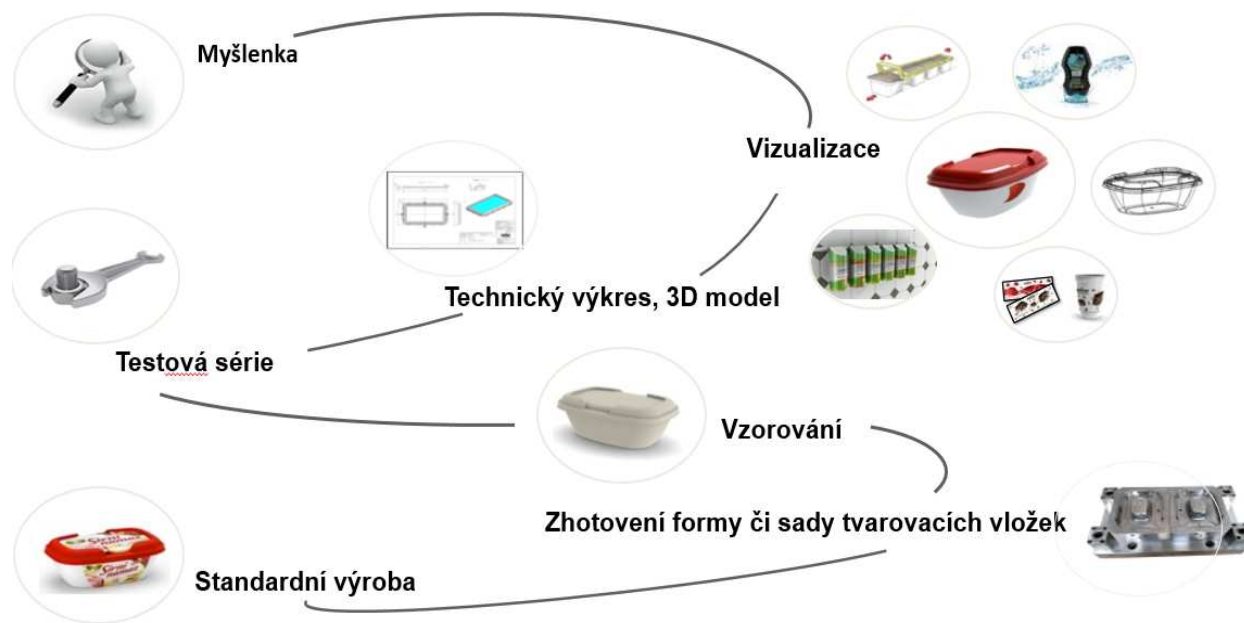 Myšlenka
Vizualizace
Technický výkres, 3D model
Testová série
Vzorování
Zhotovení formy či sady tvarovacích vložek
Standardní výroba